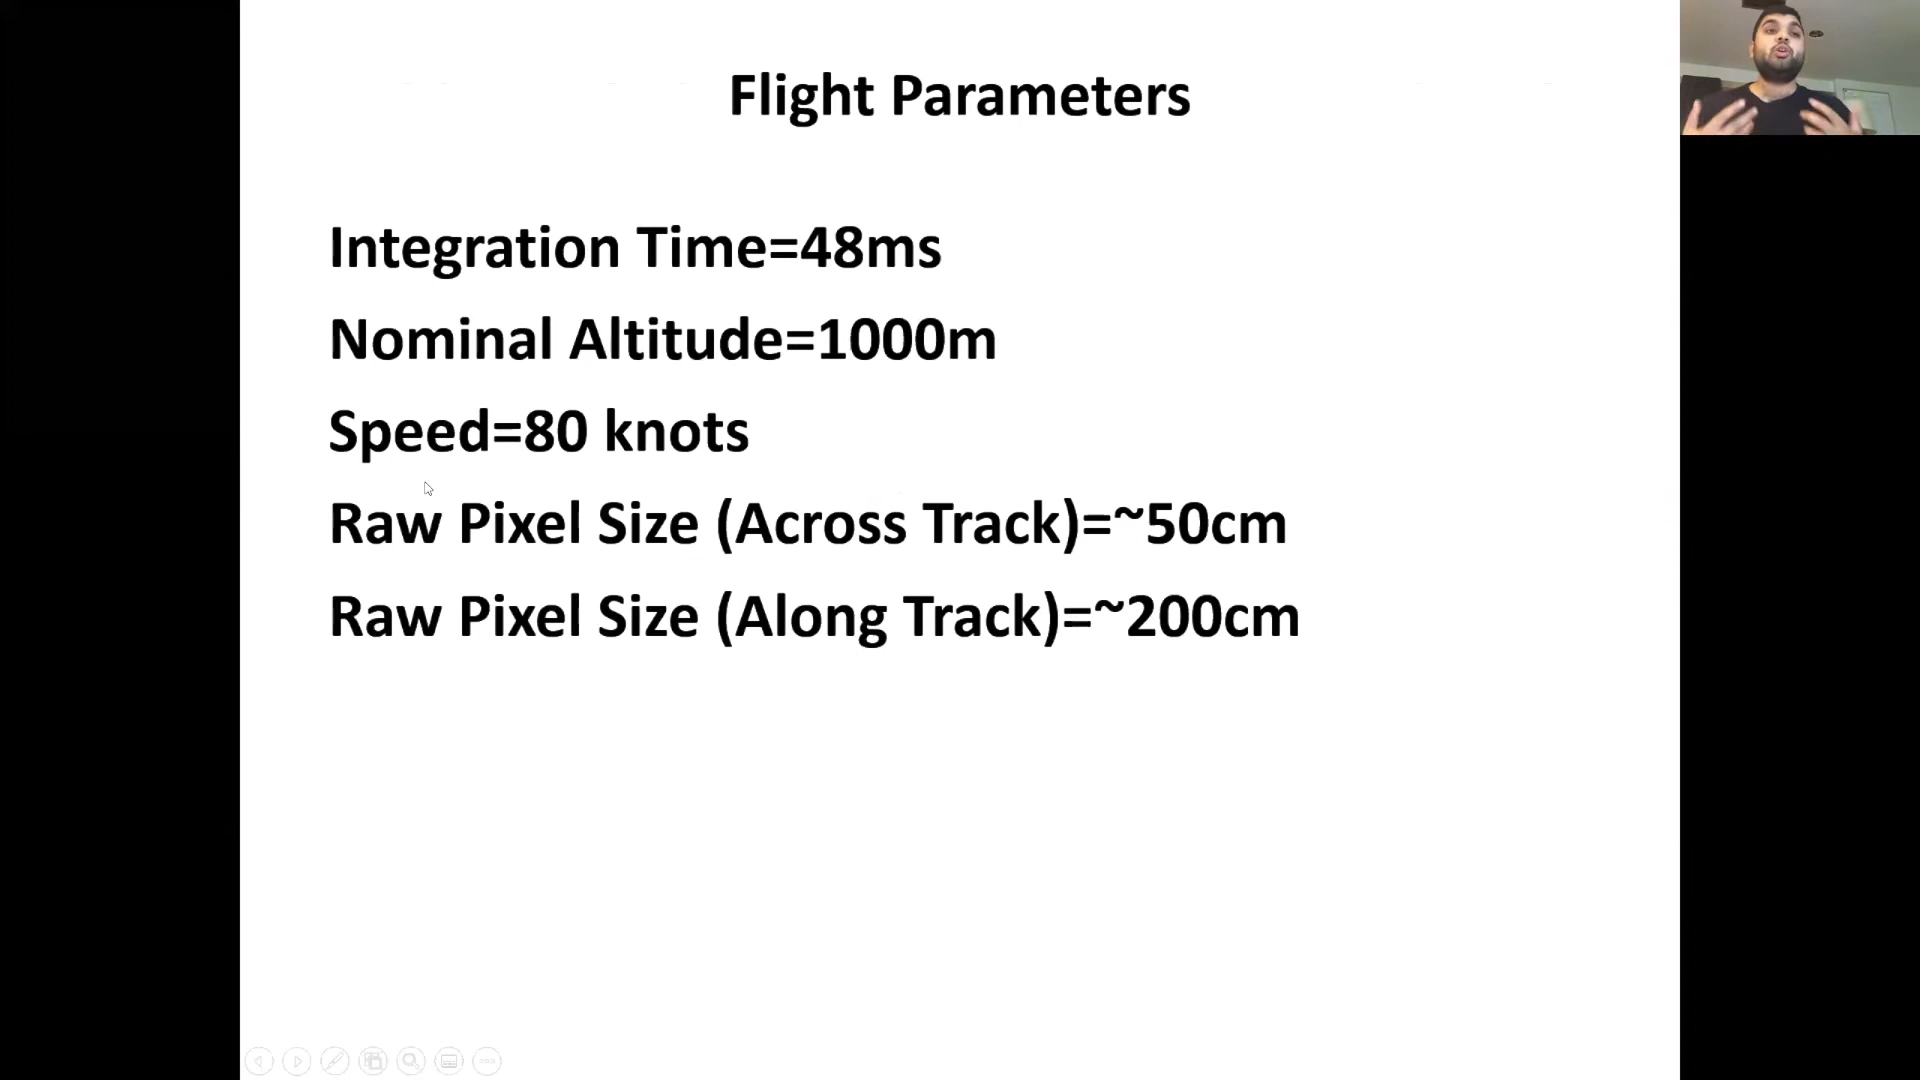 Flight Parameters
Integration Time=48ms
Nominal Altitude=1000m
Speed=80 knots
Raw Pixel Size (Across Track)=~50cm
Raw Pixel Size (Along Track)=~200cm